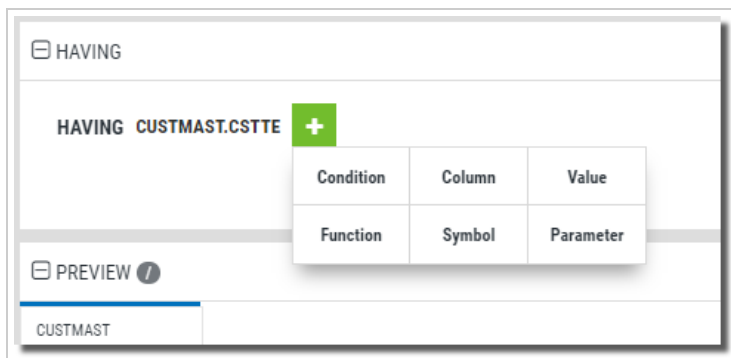 HAVING
HAVING CUSTMAST.CSTTE +
Condition Column Value
Function Symbol Parameter
PREVIEW i
CUSTMAST